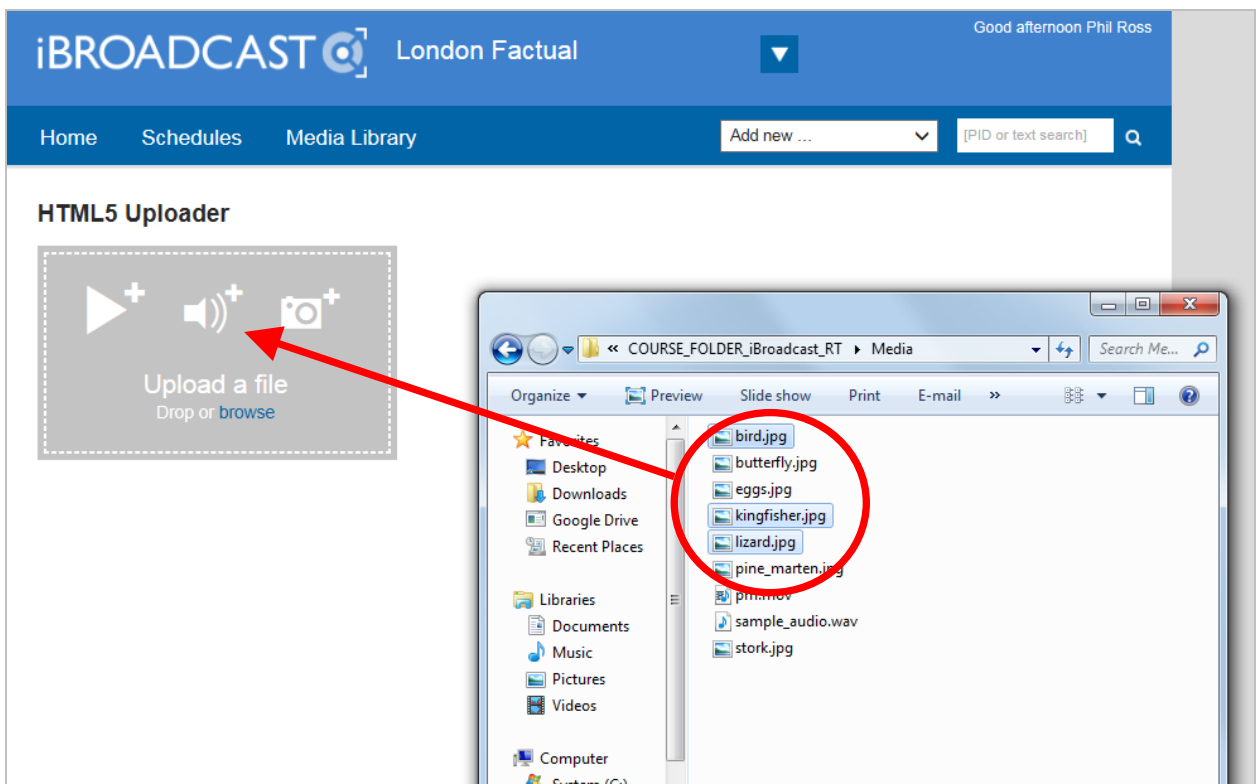 Good afternoon Phil Ross
iBROADCAST London Factual
Home Schedules Media Library Add new ... [PID or text search]
HTML5 Uploader
Upload a file
Drop or browse
« COURSE_FOLDER_iBroadcast_RT Media Search Me...
Organize Preview Slide show Print E-mail »
Favorites
Desktop
Downloads
Google Drive
Recent Places
Libraries
Documents
Music
Pictures
Videos
Computer
System (C:)
bird.jpg
butterfly.jpg
eggs.jpg
kingfisher.jpg
lizard.jpg
pine_marten.jpg
sample_audio.wav
stork.jpg